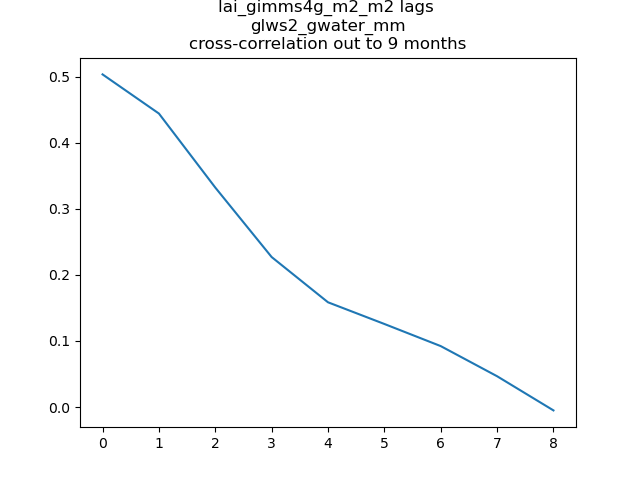 lai_gimms4g_m2_m2 lags
glws2_gwater_mm
cross-correlation out to 9 months
0.5
0.4
0.3
0.2
0.1
0.0
0 1 2 3 4 5 6 7 8